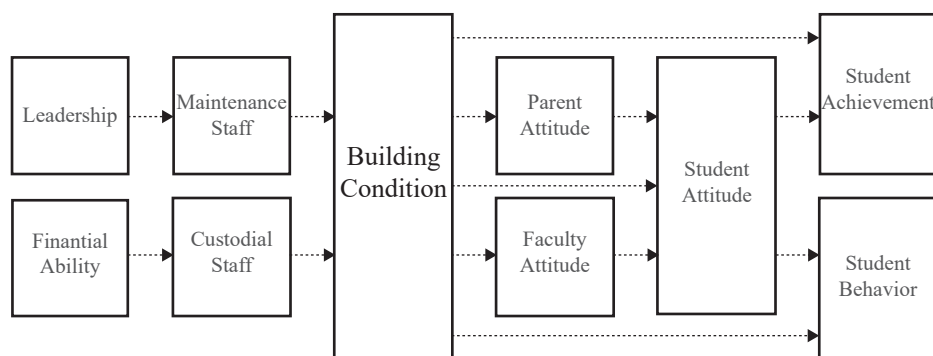 Leadership
Maintenance
Staff
Building
Condition
Parent
Attitude
Student
Attitude
Student
Achievement
Finantial
Ability
Custodial
Staff
Faculty
Attitude
Student
Behavior